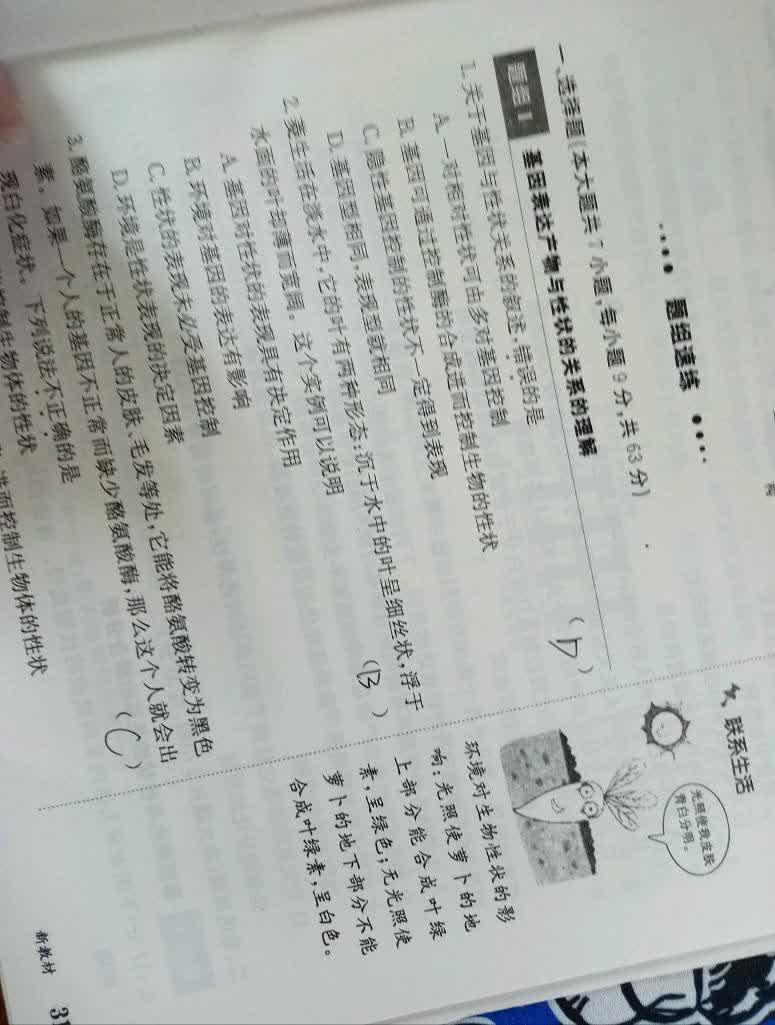 题组速练
一、选择题(本大题共7小题,每小题9分,共63分)
题组1 基因表达产物与性状的关系的理解
1.关于基因与性状关系的叙述,错误的是
(D)
A.一对相对性状可由多对基因控制
B.基因可通过控制酶的合成进而控制生物的性状
C.隐性基因控制的性状不一定得到表现
D.基因型相同,表现型就相同
2.菱生活在淡水中,它的叶有两种形态:沉于水中的叶呈细丝状,浮于
水面的叶却薄而宽阔。这个实例可以说明
(B)
A.基因对性状的表现具有决定作用
B.环境对基因的表达有影响
C.性状的表现未必受基因控制
D.环境是性状表现的决定因素
3.酪氨酸酶存在于正常人的皮肤、毛发等处,它能将酪氨酸转变为黑色
素。如果一个人的基因不正常而缺少酪氨酸酶,那么这个人就会出
现白化症状。下列说法不正确的是
(C)
控制生物体的性状
进而控制生物体的性状
联系生活
光照使我皮肤
青白分明。
环境对生物性状的影
响:光照使萝卜的地
上部分能合成叶绿
素,呈绿色;无光照使
萝卜的地下部分不能
合成叶绿素,呈白色。
新教材